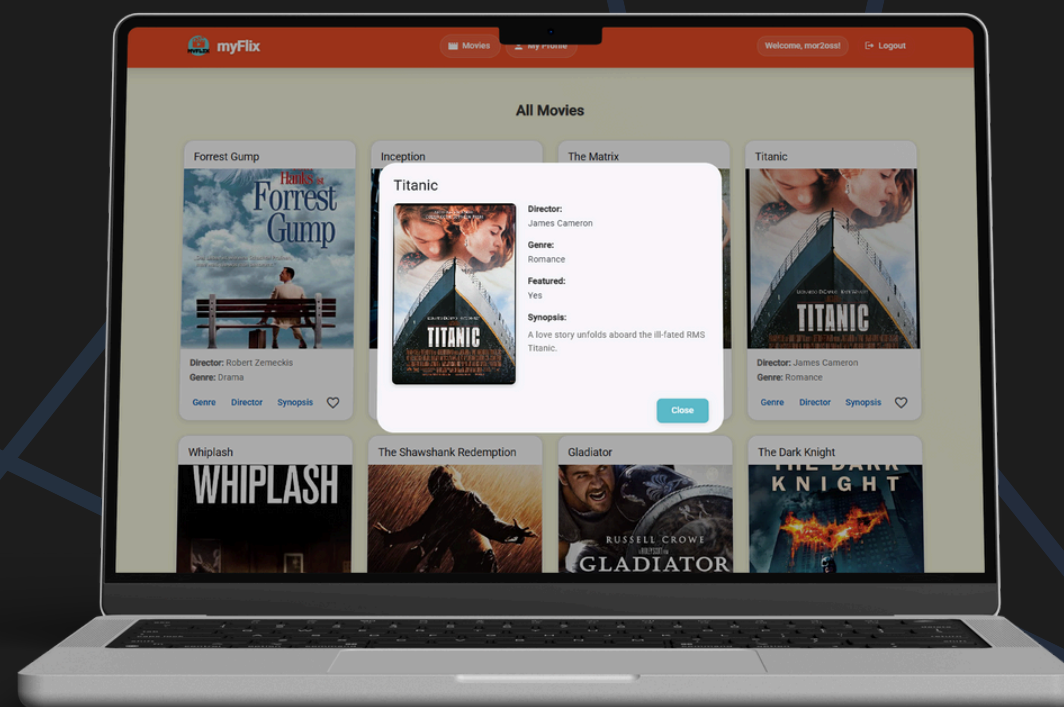 myFlix
Movies
My Profile
Welcome, mor2oss!
Logout
All Movies
Forrest Gump
Inception
The Matrix
Titanic
Hanks
Forrest
Gump
Director: Robert Zemeckis
Genre: Drama
Genre Director Synopsis
Titanic
TITANIC
Director:
James Cameron
Genre:
Romance
Featured:
Yes
Synopsis:
A love story unfolds aboard the ill-fated RMS
Titanic.
Close
TITANIC
Director: James Cameron
Genre: Romance
Genre Director Synopsis
Whiplash
WHIPLASH
The Shawshank Redemption
Gladiator
RUSSELL CROWE
GLADIATOR
The Dark Knight
THE DARK
KNIGHT